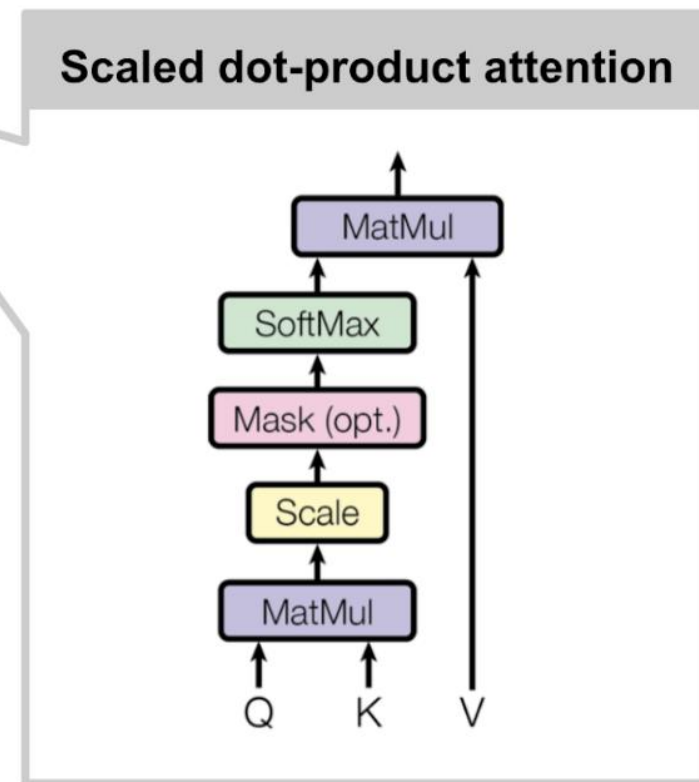 Scaled dot-product attention
MatMul
SoftMax
Mask (opt.)
Scale
MatMul
Q K V